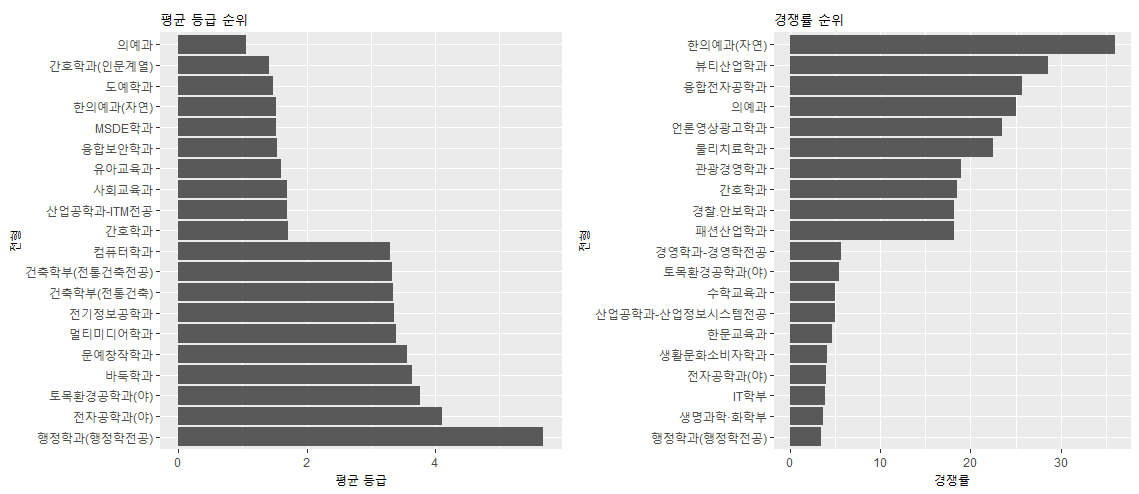 평균 등급 순위
의예과
간호학과(인문계열)
도예학과
한의예과(자연)
MSDE학과
융합보안학과
유아교육과
사회교육과
산업공학과-ITM전공
간호학과
컴퓨터학과
건축학부(전통건축전공)
건축학부(전통건축)
전기정보공학과
멀티미디어학과
문예창작학과
바둑학과
토목환경공학과(야)
전자공학과(야)
행정학과(행정학전공)
전형
0 2 4
평균 등급
경쟁률 순위
한의예과(자연)
뷰티산업학과
융합전자공학과
의예과
언론영상광고학과
물리치료학과
관광경영학과
간호학과
경찰.안보학과
패션산업학과
경영학과-경영학전공
토목환경공학과(야)
수학교육과
산업공학과-산업정보시스템전공
한문교육과
생활문화소비자학과
전자공학과(야)
IT학부
생명과학·화학부
행정학과(행정학전공)
전형
0 10 20 30
경쟁률